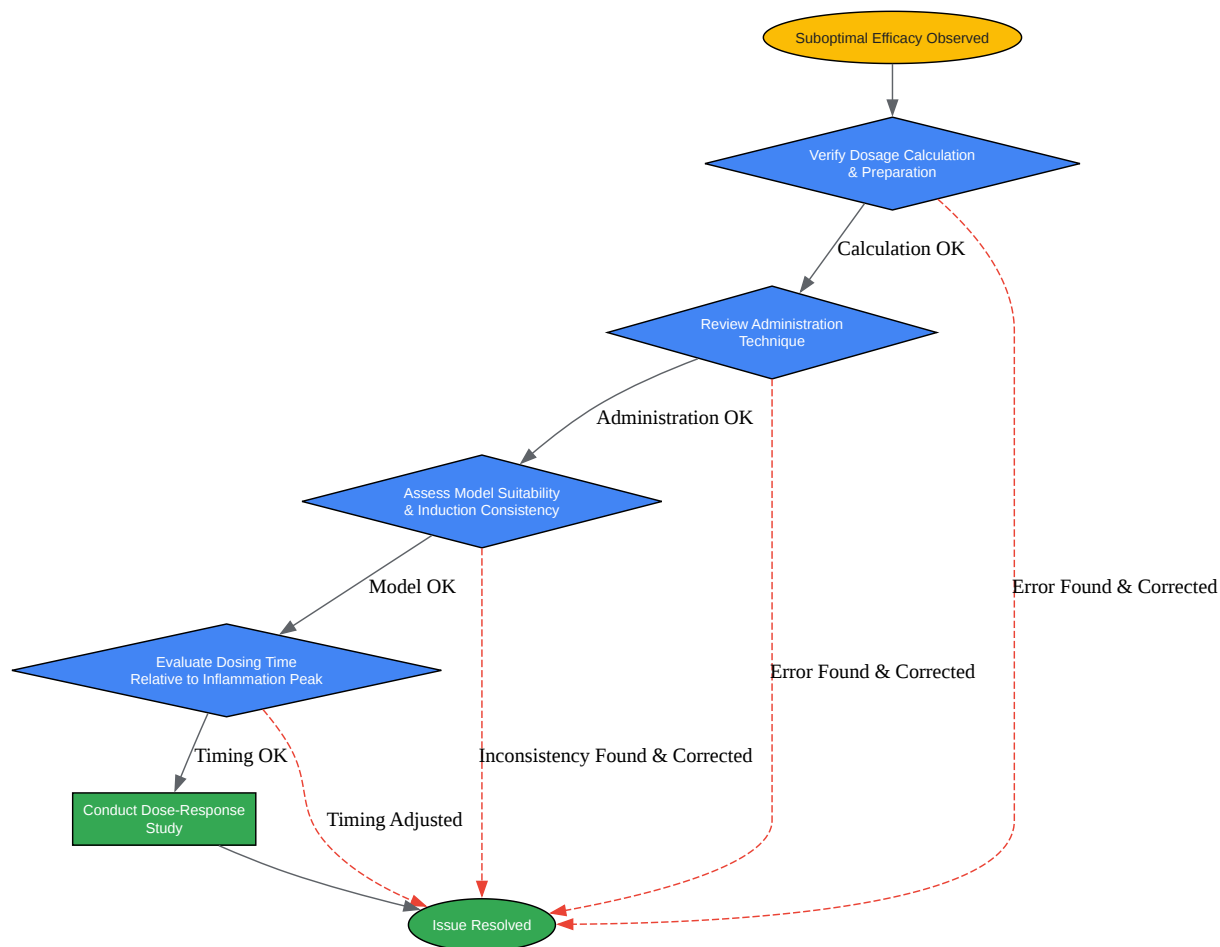 Suboptimal Efficacy Observed
Verify Dosage Calculation
& Preparation
Calculation OK
Review Administration
Technique
Administration OK
Assess Model Suitability
& Induction Consistency
Model OK
Error Found & Corrected
Evaluate Dosing Time
Relative to Inflammation Peak
Error Found & Corrected
Timing OK
Inconsistency Found & Corrected
Conduct Dose-Response
Study
Timing Adjusted
Issue Resolved